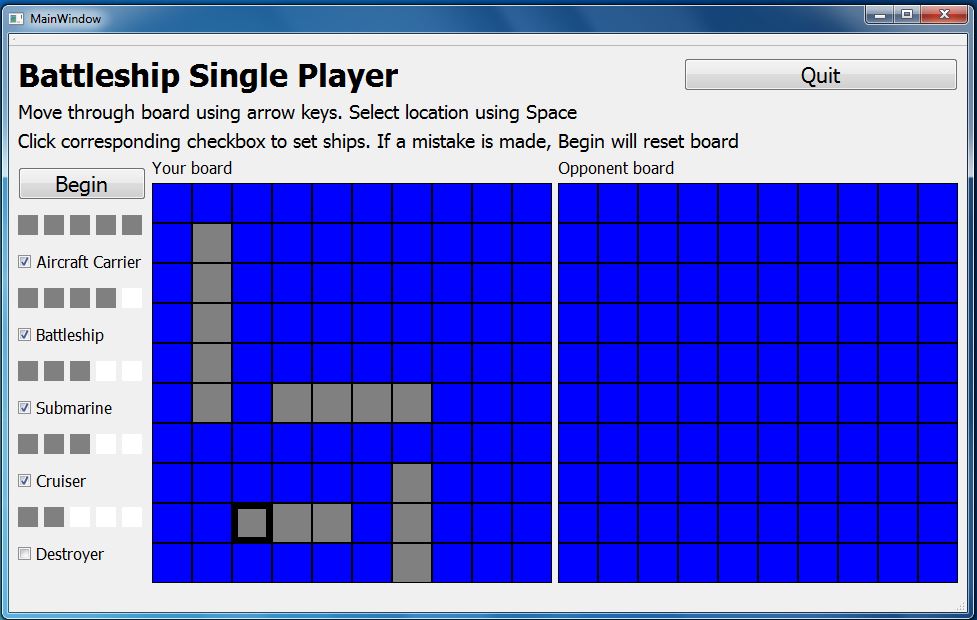 MainWindow
Battleship Single Player
Quit
Move through board using arrow keys. Select location using Space
Click corresponding checkbox to set ships. If a mistake is made, Begin will reset board
Your board
Opponent board
Begin
Aircraft Carrier
Battleship
Submarine
Cruiser
Destroyer